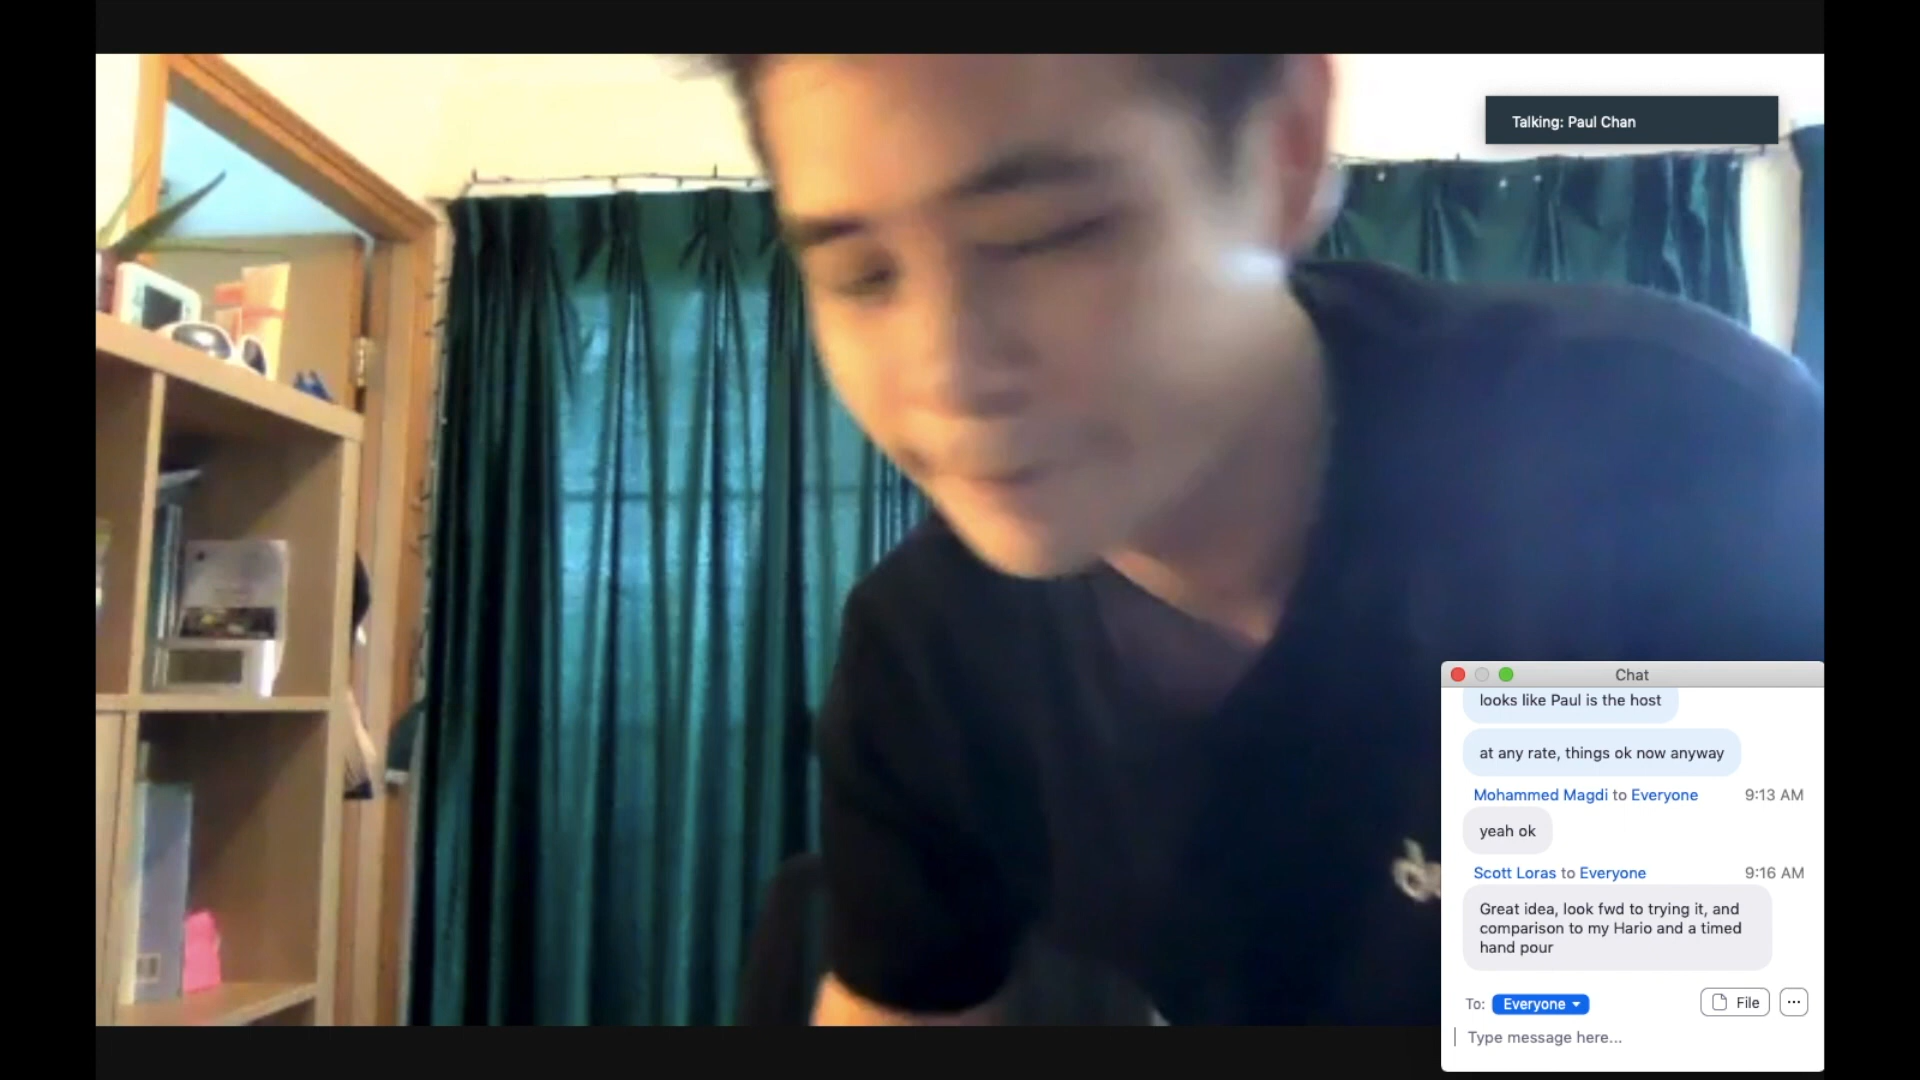 Talking: Paul Chan
Chat
looks like Paul is the host
at any rate, things ok now anyway
Mohammed Magdi to Everyone 9:13 AM
yeah ok
Scott Loras to Everyone 9:16 AM
Great idea, look fwd to trying it, and
comparison to my Hario and a timed
hand pour
To: Everyone File ...
Type message here...